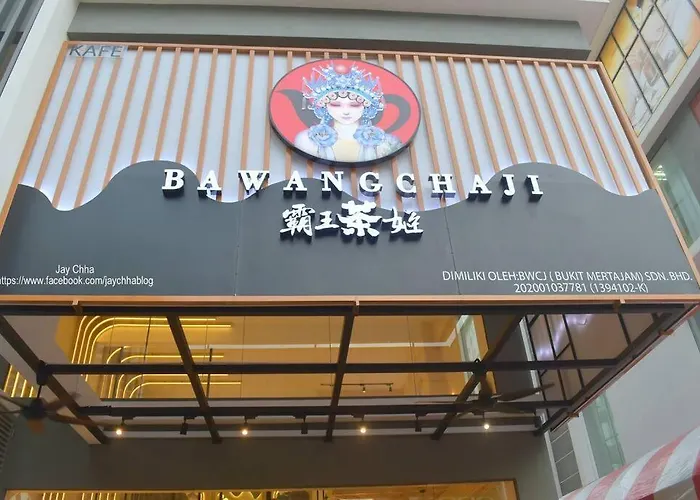 KAFE
BAWANGCHAJI
霸王茶姬
Jay Chha
https://www.facebook.com/jaychhablog
DIMILIKI OLEH:BWCJ ( BUKIT MERTAJAM) SDN. BHD.
202001037781 (1394102-K)